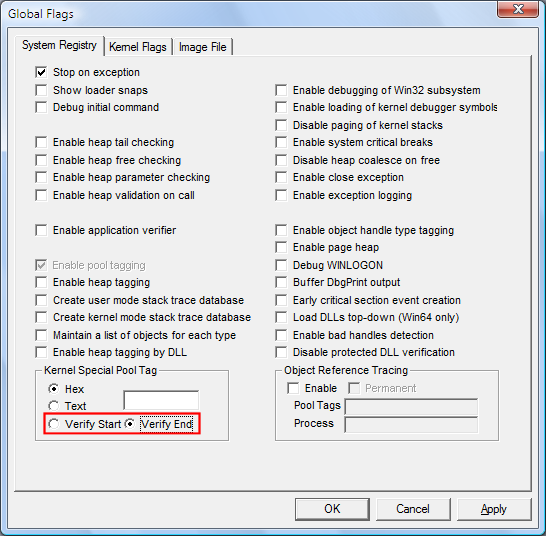 Global Flags
System Registry Kernel Flags Image File
Stop on exception
Show loader snaps
Debug initial command
Enable heap tail checking
Enable heap free checking
Enable heap parameter checking
Enable heap validation on call
Enable application verifier
Enable pool tagging
Enable heap tagging
Create user mode stack trace database
Create kernel mode stack trace database
Maintain a list of objects for each type
Enable heap tagging by DLL
Enable debugging of Win32 subsystem
Enable loading of kernel debugger symbols
Disable paging of kernel stacks
Enable system critical breaks
Disable heap coalesce on free
Enable close exception
Enable exception logging
Enable object handle type tagging
Enable page heap
Debug WINLOGON
Buffer DbgPrint output
Early critical section event creation
Load DLLs top-down (Win64 only)
Enable bad handles detection
Disable protected DLL verification
Kernel Special Pool Tag
Hex
Text
Verify Start Verify End
Object Reference Tracing
Enable Permanent
Pool Tags
Process
OK Cancel Apply